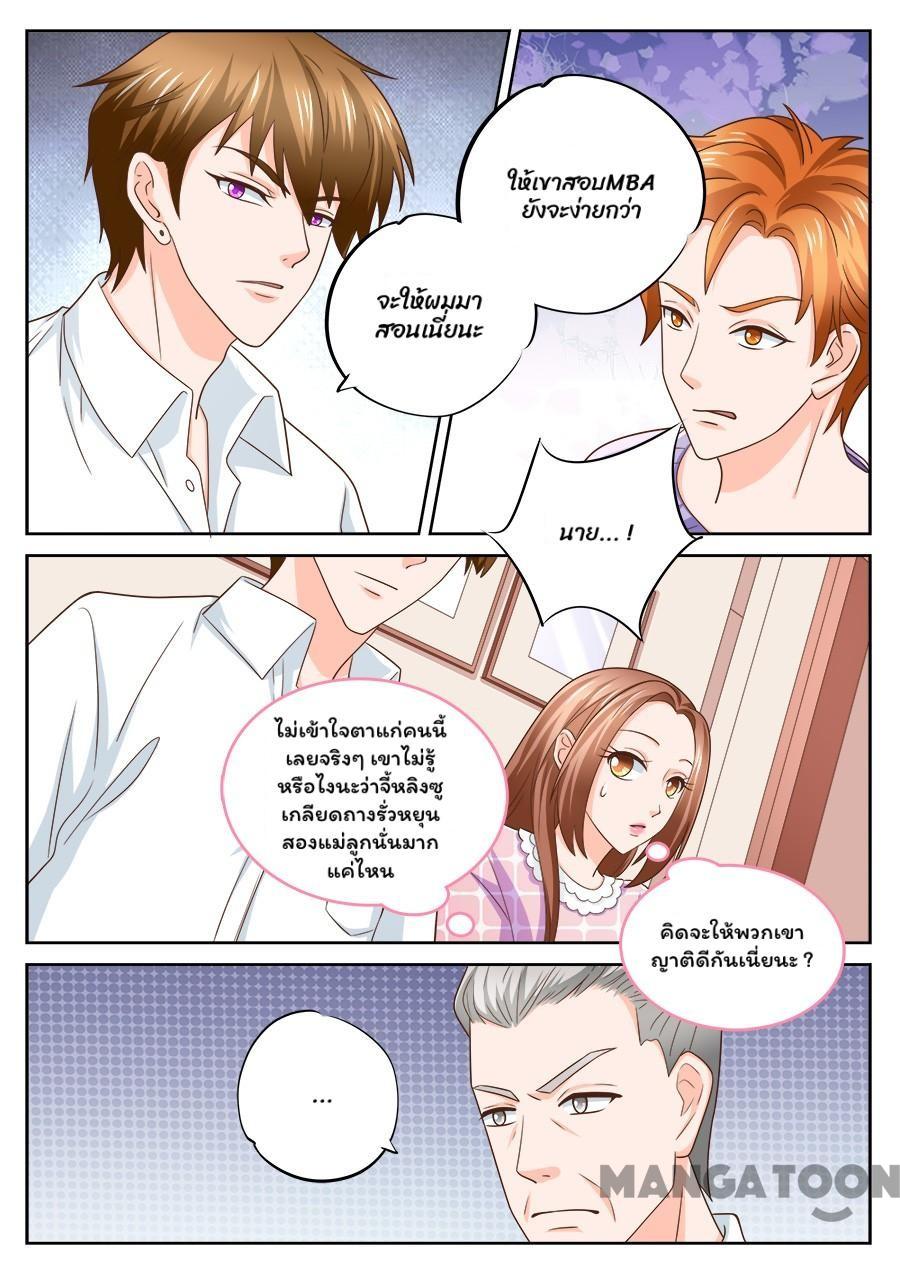 ให้เขาสอบMBA
ยังจะง่ายกว่า
จะให้ผมมา
สอนเนี่ยนะ
นาย... !
ไม่เข้าใจตาแก่คนนี้
เลยจริงๆ เขาไม่รู้
หรือไงนะว่าจี้หลิงซู
เกลียดถางรั่วหยุน
สองแม่ลูกนั่นมาก
แค่ไหน
คิดจะให้พวกเขา
ญาติดีกันเนี่ยนะ ?
...
MANGATOON